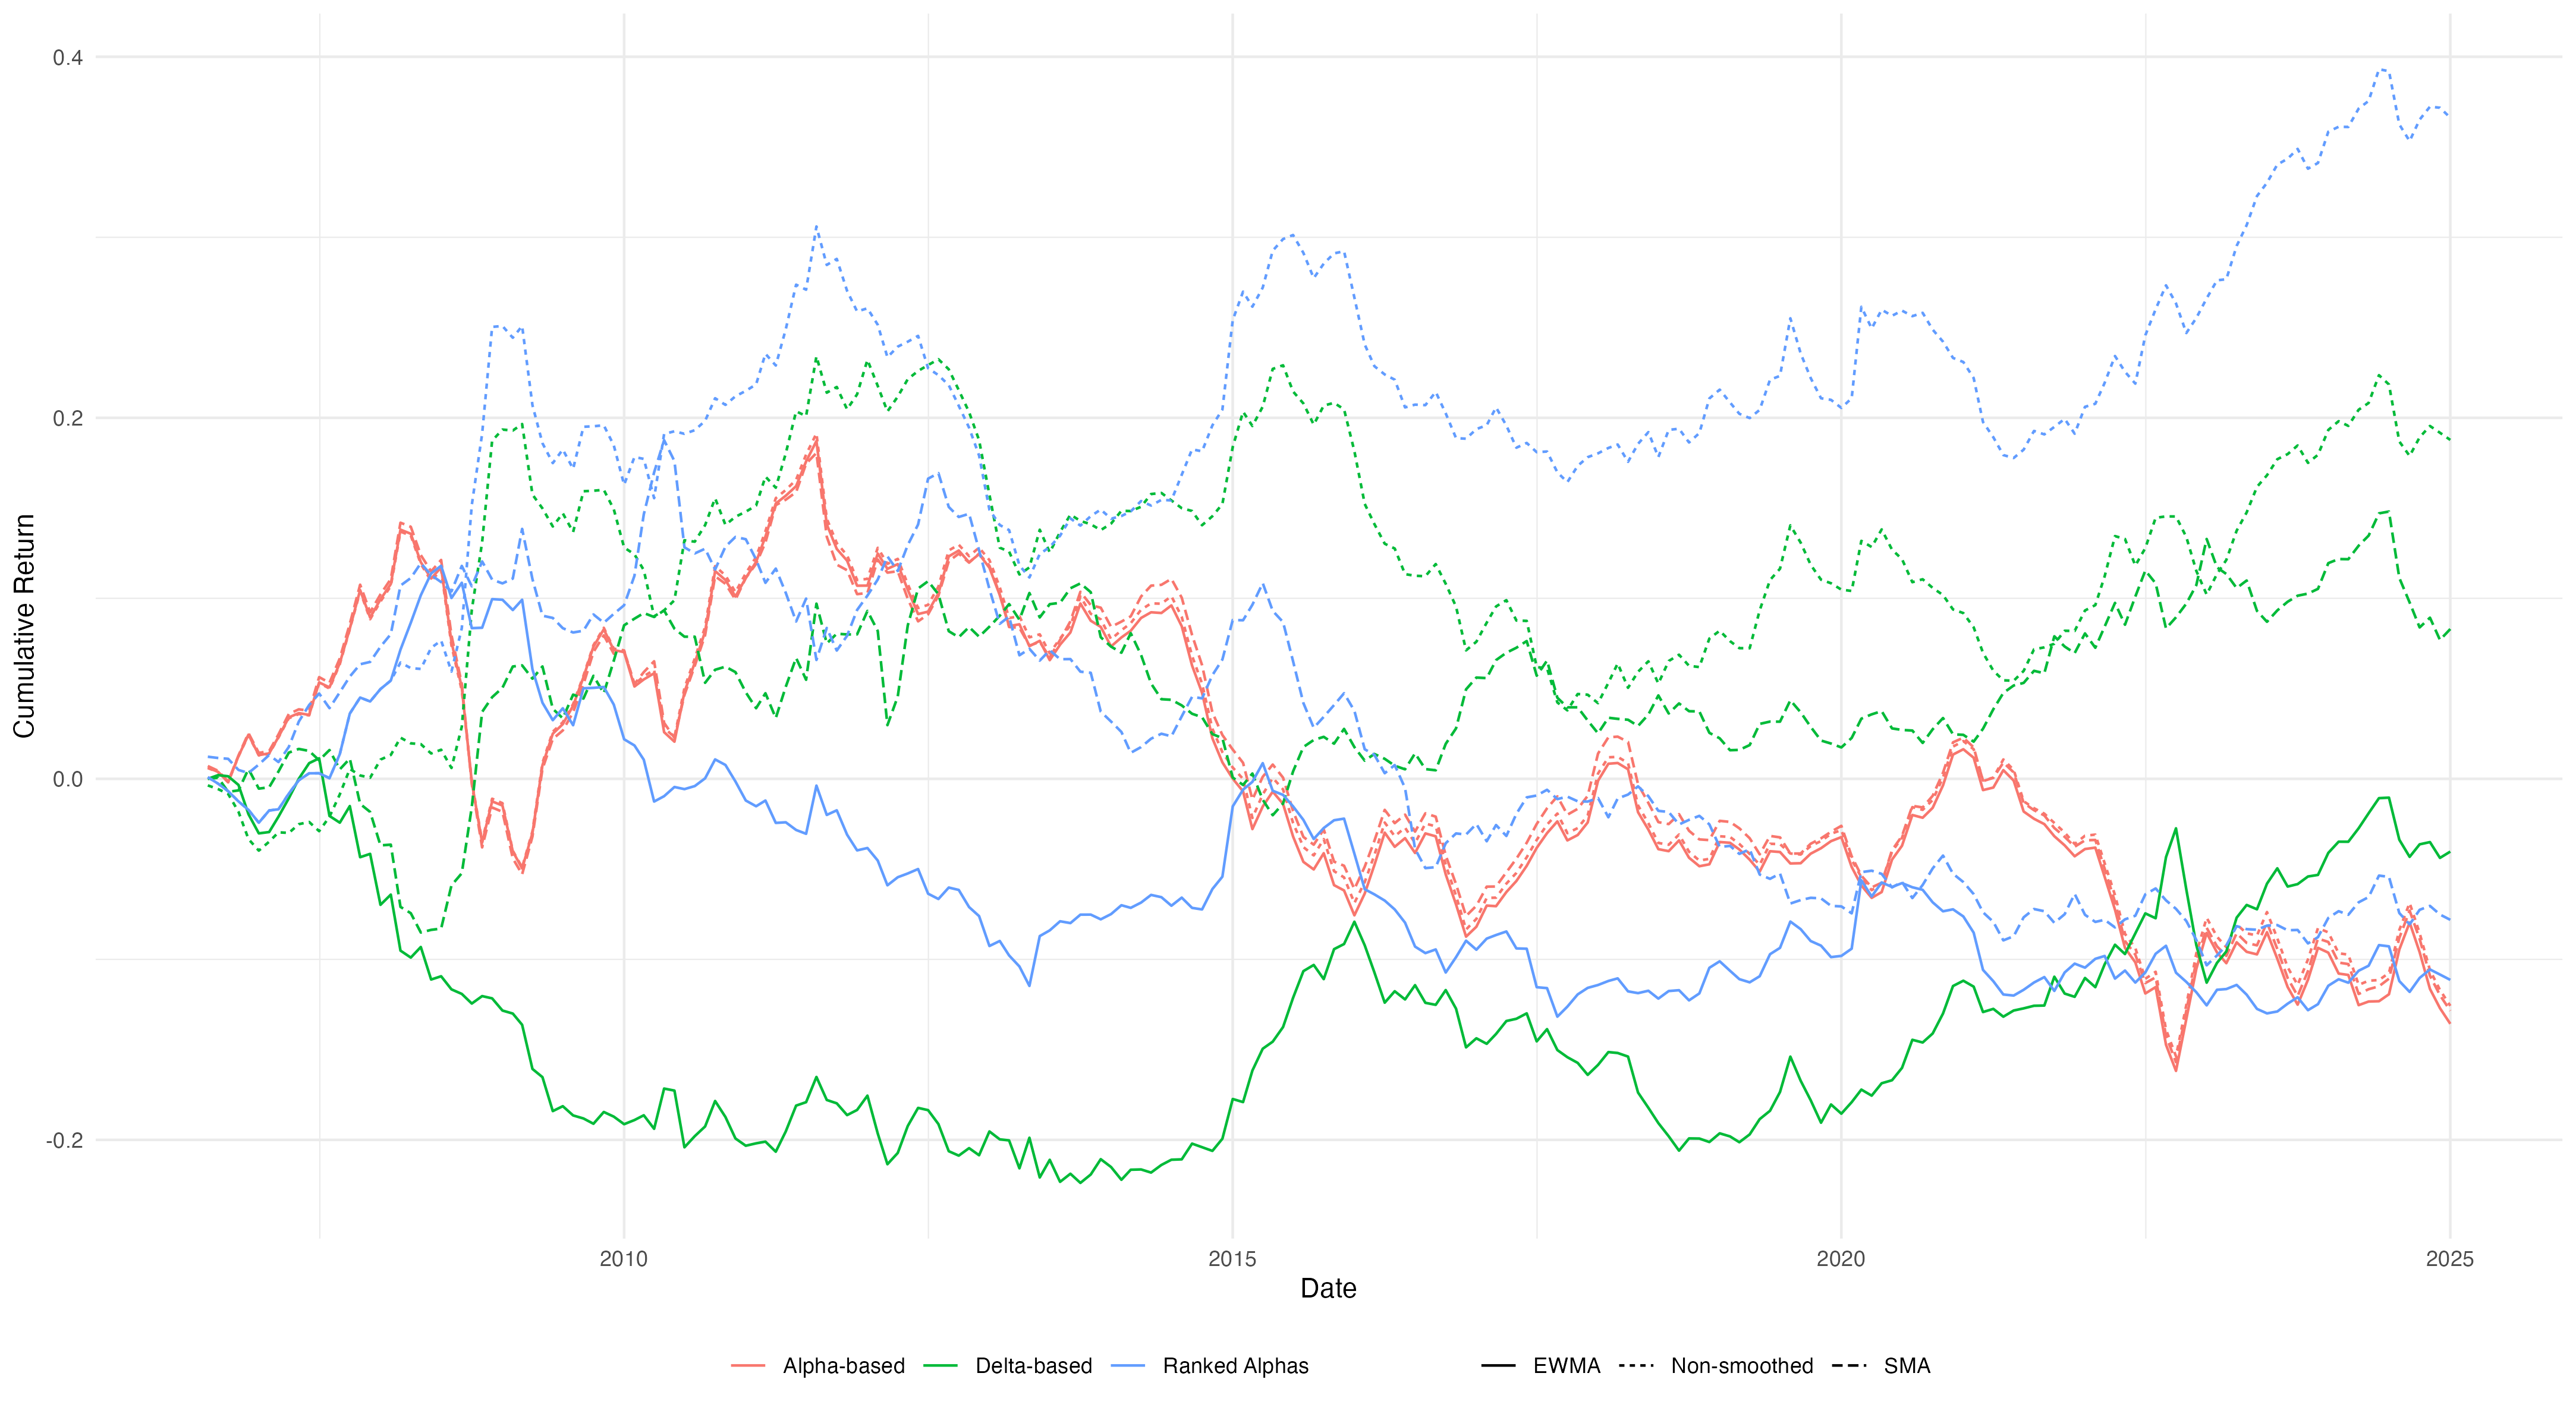 Cumulative Return
0.4
0.2
0.0
-0.2
2010 2015 2020 2025
Date
Alpha-based Delta-based Ranked Alphas EWMA Non-smoothed SMA